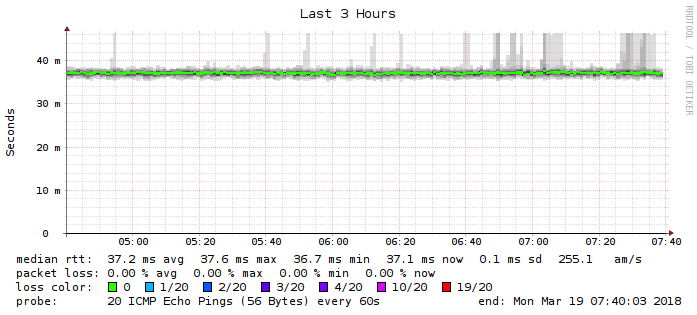 Last 3 Hours
RRDTOOL / TOBI OETIKER
Seconds
40 m
30 m
20 m
10 m
0
05:00 05:20 05:40 06:00 06:20 06:40 07:00 07:20 07:40
median rtt: 37.2 ms avg 37.6 ms max 36.7 ms min 37.1 ms now 0.1 ms sd 255.1 am/s
packet loss: 0.00 % avg 0.00 % max 0.00 % min 0.00 % now
loss color: 0 1/20 2/20 3/20 4/20 10/20 19/20
probe: 20 ICMP Echo Pings (56 Bytes) every 60s end: Mon Mar 19 07:40:03 2018